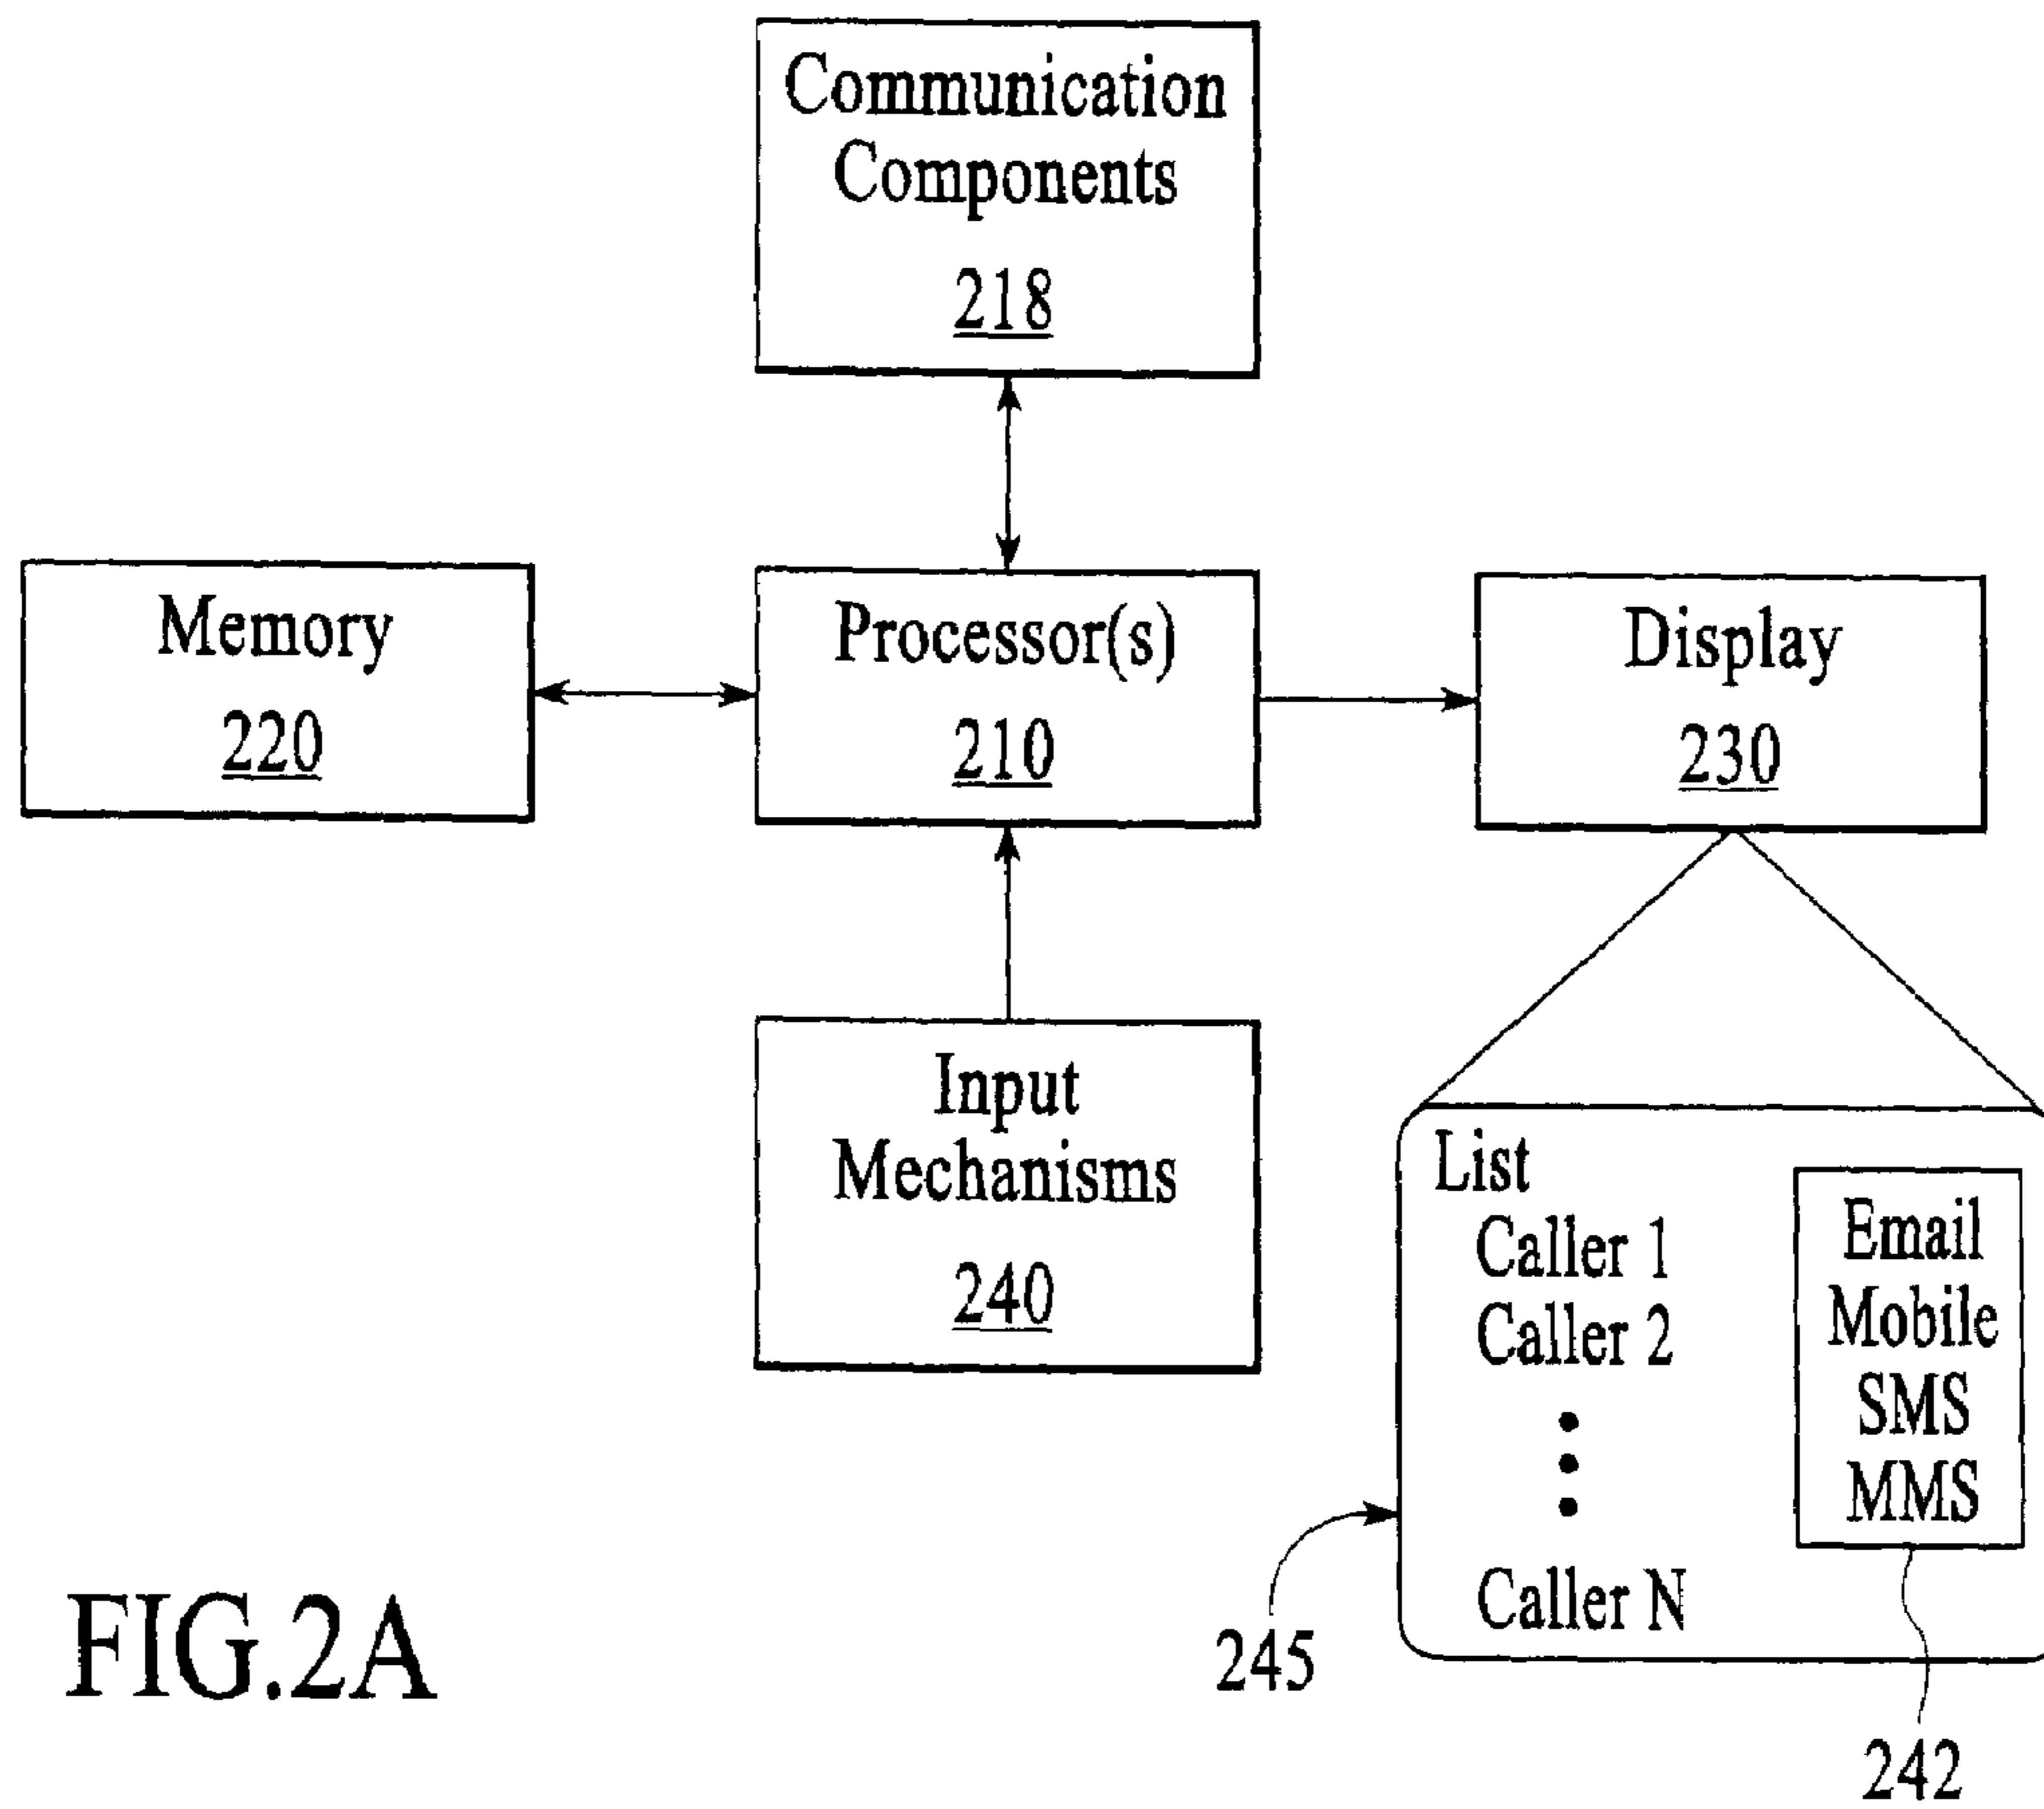 Communication
Components
218
Memory
220
Processor(s)
210
Display
230
Input
Mechanisms
240
List
Caller 1
Caller 2
Caller N
Email
Mobile
SMS
MMS
245
242
FIG.2A